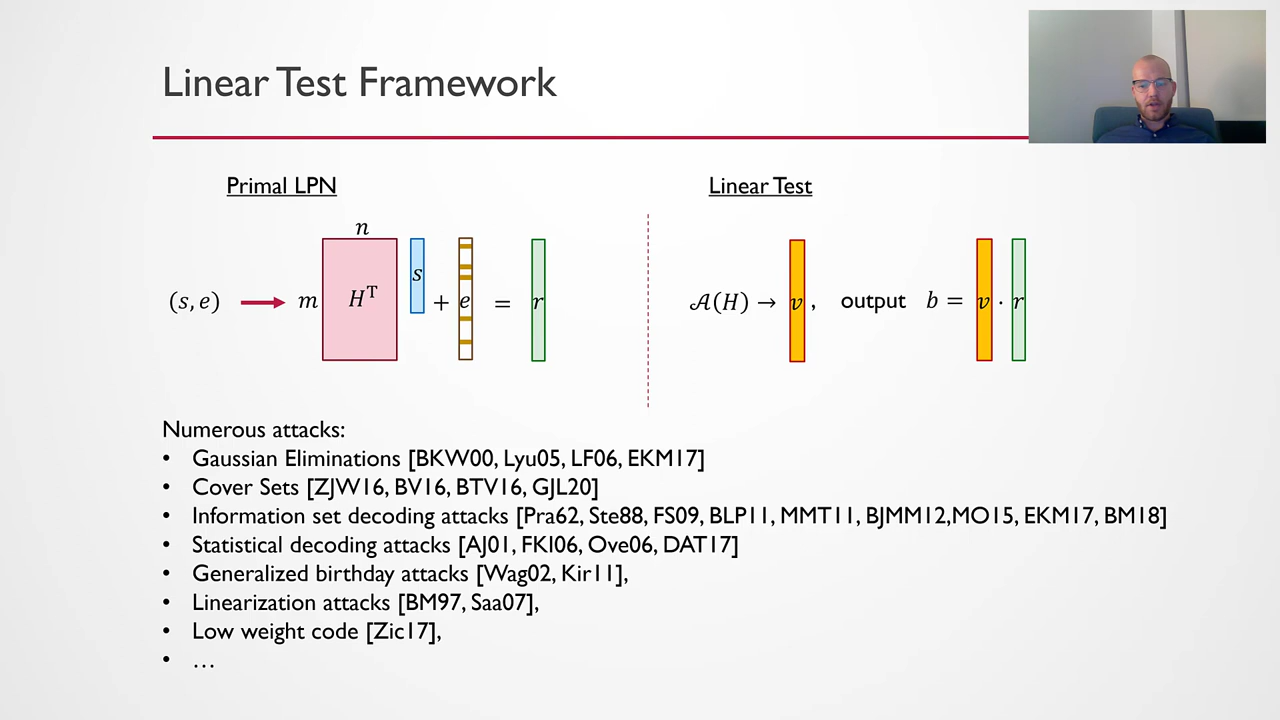 Linear Test Framework
Primal LPN
Linear Test
n
(s, e) m Hᵀ s + e = r
𝒜(H) → v , output b = v · r
Numerous attacks:
• Gaussian Eliminations [BKW00, Lyu05, LF06, EKM17]
• Cover Sets [ZJW16, BV16, BTV16, GJL20]
• Information set decoding attacks [Pra62, Ste88, FS09, BLP11, MMT11, BJMM12,MO15, EKM17, BM18]
• Statistical decoding attacks [AJ01, FKI06, Ove06, DAT17]
• Generalized birthday attacks [Wag02, Kir11],
• Linearization attacks [BM97, Saa07],
• Low weight code [Zic17],
• …